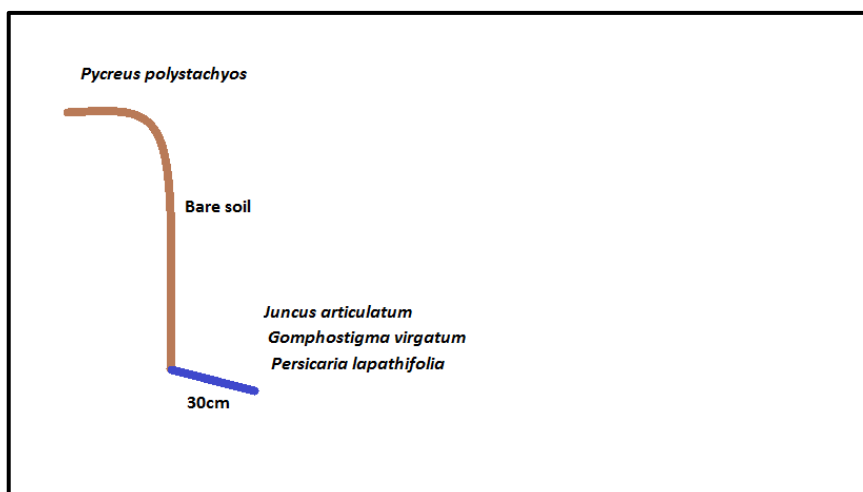 Pycreus polystachyos
Bare soil
Juncus articulatum
Gomphostigma virgatum
Persicaria lapathifolia
30cm